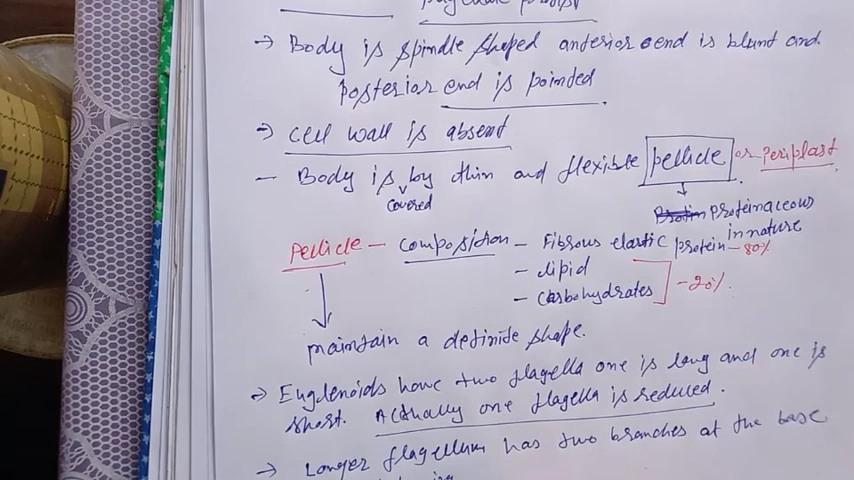 → Body is spindle shaped anterior end is blunt and
posterior end is pointed.
→ Cell wall is absent
– Body is by thin and flexible pellicle or Periplast.
covered
Proteinaceous
in nature
Pellicle – Composition – Fibrous elastic protein – 80%
– lipid
– Carbohydrates – 20%.
maintain a definite shape.
→ Euglenoids have two flagella one is long and one is
short. Actually one flagella is reduced.
→ Longer flagellum has two branches at the base